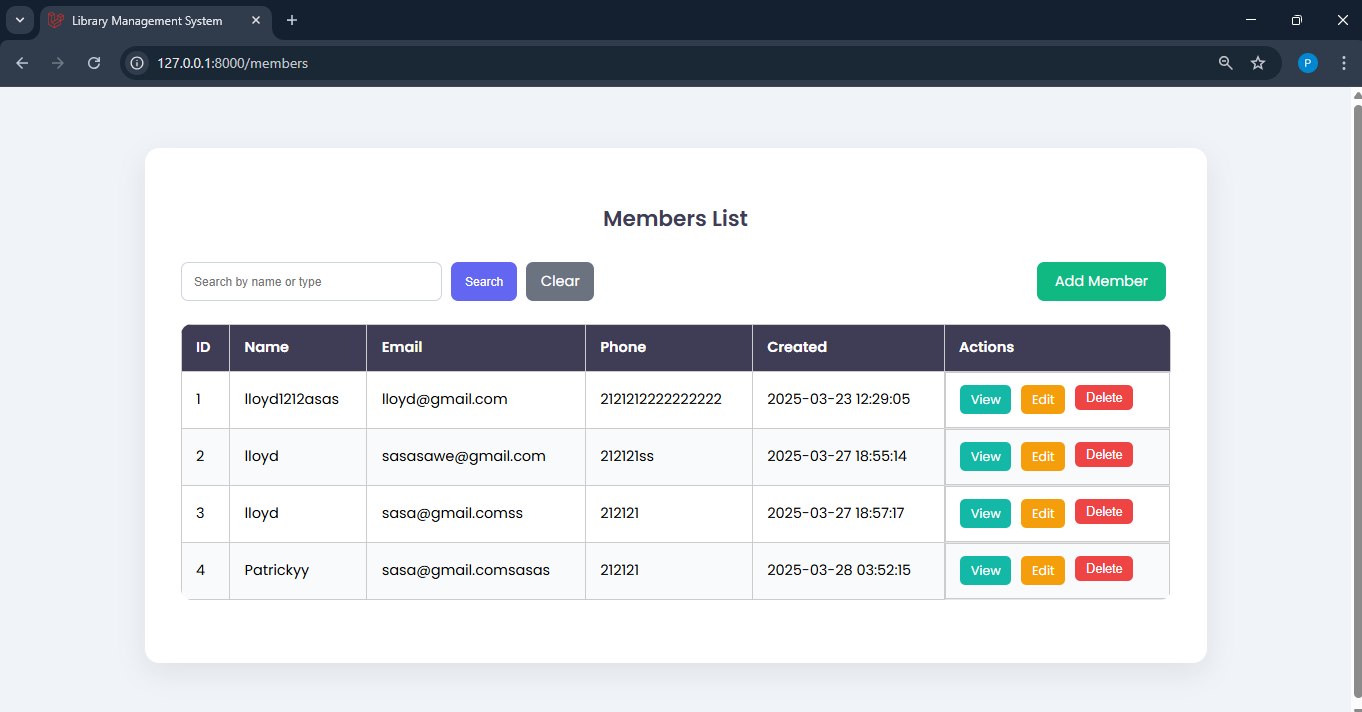 Library Management System
127.0.0.1:8000/members
P
Members List
Search by name or type Search Clear Add Member
ID Name Email Phone Created Actions
1 lloyd1212asas lloyd@gmail.com 2121212222222222 2025-03-23 12:29:05 View Edit Delete
2 lloyd sasasawe@gmail.com 212121ss 2025-03-27 18:55:14 View Edit Delete
3 lloyd sasa@gmail.comss 212121 2025-03-27 18:57:17 View Edit Delete
4 Patrickyy sasa@gmail.comsasas 212121 2025-03-28 03:52:15 View Edit Delete